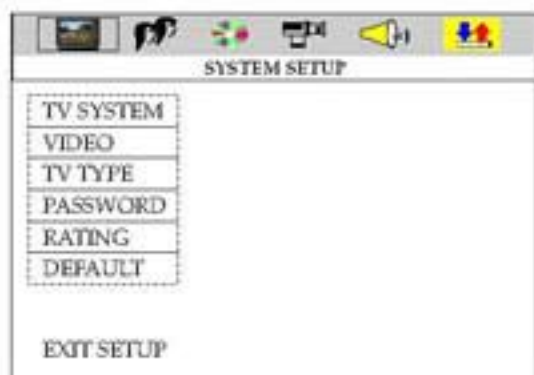 SYSTEM SETUP
TV SYSTEM
VIDEO
TV TYPE
PASSWORD
RATING
DEFAULT
EXIT SETUP